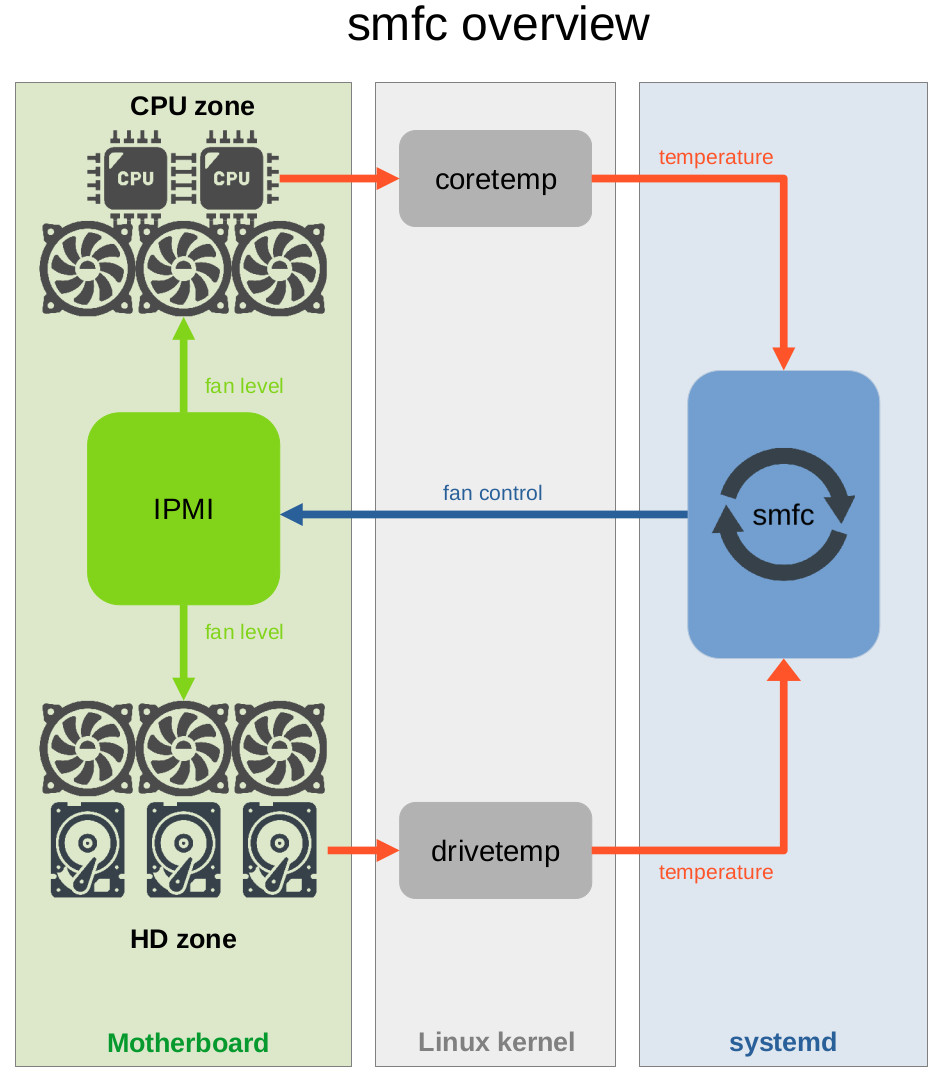 smfc overview
CPU zone
CPU
CPU
coretemp
temperature
fan level
IPMI
fan control
smfc
fan level
drivetemp
temperature
HD zone
Motherboard
Linux kernel
systemd